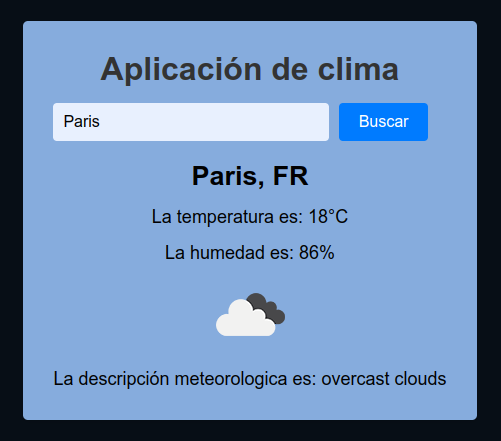 Aplicación de clima
Paris
Buscar
Paris, FR
La temperatura es: 18°C
La humedad es: 86%
La descripción meteorologica es: overcast clouds